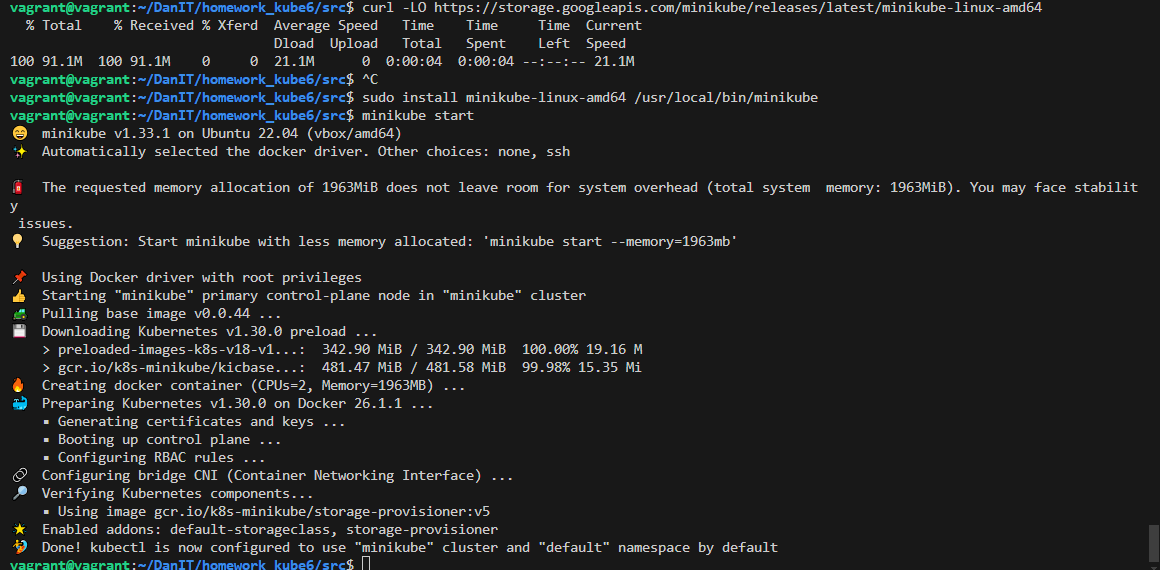 vagrant@vagrant:~/DanIT/homework_kube6/src$ curl -LO https://storage.googleapis.com/minikube/releases/latest/minikube-linux-amd64
% Total % Received % Xferd Average Speed Time Time Time Current
Dload Upload Total Spent Left Speed
100 91.1M 100 91.1M 0 0 21.1M 0 0:00:04 0:00:04 --:--:-- 21.1M
vagrant@vagrant:~/DanIT/homework_kube6/src$ ^C
vagrant@vagrant:~/DanIT/homework_kube6/src$ sudo install minikube-linux-amd64 /usr/local/bin/minikube
vagrant@vagrant:~/DanIT/homework_kube6/src$ minikube start
😄 minikube v1.33.1 on Ubuntu 22.04 (vbox/amd64)
✨ Automatically selected the docker driver. Other choices: none, ssh
🧯 The requested memory allocation of 1963MiB does not leave room for system overhead (total system memory: 1963MiB). You may face stabilit
y
issues.
💡 Suggestion: Start minikube with less memory allocated: 'minikube start --memory=1963mb'
📌 Using Docker driver with root privileges
👍 Starting "minikube" primary control-plane node in "minikube" cluster
🚜 Pulling base image v0.0.44 ...
💾 Downloading Kubernetes v1.30.0 preload ...
> preloaded-images-k8s-v18-v1...: 342.90 MiB / 342.90 MiB 100.00% 19.16 M
> gcr.io/k8s-minikube/kicbase...: 481.47 MiB / 481.58 MiB 99.98% 15.35 Mi
🔥 Creating docker container (CPUs=2, Memory=1963MB) ...
🐳 Preparing Kubernetes v1.30.0 on Docker 26.1.1 ...
▪ Generating certificates and keys ...
▪ Booting up control plane ...
▪ Configuring RBAC rules ...
🔗 Configuring bridge CNI (Container Networking Interface) ...
🔎 Verifying Kubernetes components...
▪ Using image gcr.io/k8s-minikube/storage-provisioner:v5
🌟 Enabled addons: default-storageclass, storage-provisioner
🏄 Done! kubectl is now configured to use "minikube" cluster and "default" namespace by default
vagrant@vagrant:~/DanIT/homework_kube6/src$